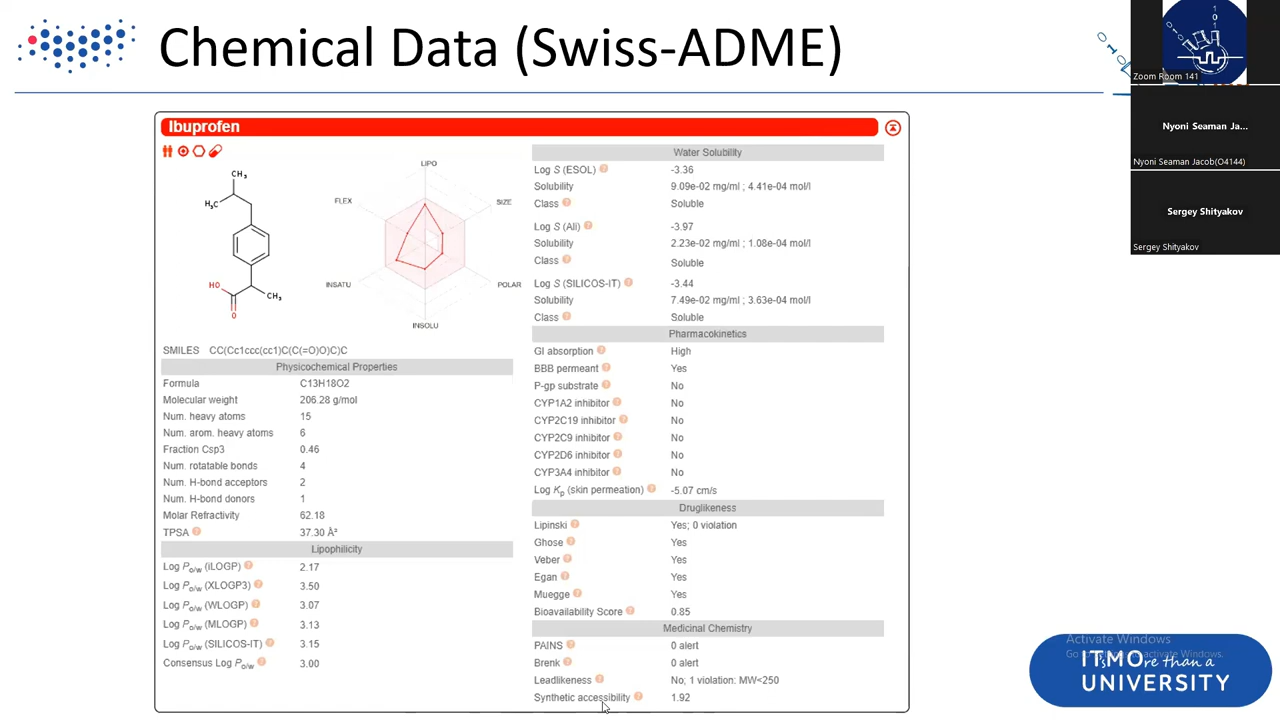 Chemical Data (Swiss-ADME)
Ibuprofen
CH₃
H₃C
HO
O
CH₃
LIPO
FLEX
SIZE
INSATU
POLAR
INSOLU
SMILES CC(Cc1ccc(cc1)C(C(=O)O)C)C
Physicochemical Properties
Formula C13H18O2
Molecular weight 206.28 g/mol
Num. heavy atoms 15
Num. arom. heavy atoms 6
Fraction Csp3 0.46
Num. rotatable bonds 4
Num. H-bond acceptors 2
Num. H-bond donors 1
Molar Refractivity 62.18
TPSA ? 37.30 Å²
Lipophilicity
Log Po/w (iLOGP) ? 2.17
Log Po/w (XLOGP3) ? 3.50
Log Po/w (WLOGP) ? 3.07
Log Po/w (MLOGP) ? 3.13
Log Po/w (SILICOS-IT) ? 3.15
Consensus Log Po/w ? 3.00
Water Solubility
Log S (ESOL) ? -3.36
Solubility 9.09e-02 mg/ml ; 4.41e-04 mol/l
Class ? Soluble
Log S (Ali) ? -3.97
Solubility 2.23e-02 mg/ml ; 1.08e-04 mol/l
Class ? Soluble
Log S (SILICOS-IT) ? -3.44
Solubility 7.49e-02 mg/ml ; 3.63e-04 mol/l
Class ? Soluble
Pharmacokinetics
GI absorption ? High
BBB permeant ? Yes
P-gp substrate ? No
CYP1A2 inhibitor ? No
CYP2C19 inhibitor ? No
CYP2C9 inhibitor ? No
CYP2D6 inhibitor ? No
CYP3A4 inhibitor ? No
Log Kp (skin permeation) ? -5.07 cm/s
Druglikeness
Lipinski ? Yes; 0 violation
Ghose ? Yes
Veber ? Yes
Egan ? Yes
Muegge ? Yes
Bioavailability Score ? 0.85
Medicinal Chemistry
PAINS ? 0 alert
Brenk ? 0 alert
Leadlikeness ? No; 1 violation: MW<250
Synthetic accessibility ? 1.92
Zoom Room 141
Nyoni Seaman Ja...
Nyoni Seaman Jacob(O4144)
Sergey Shityakov
Sergey Shityakov
Activate Windows
ITsMOre than a
UNIVERSITY